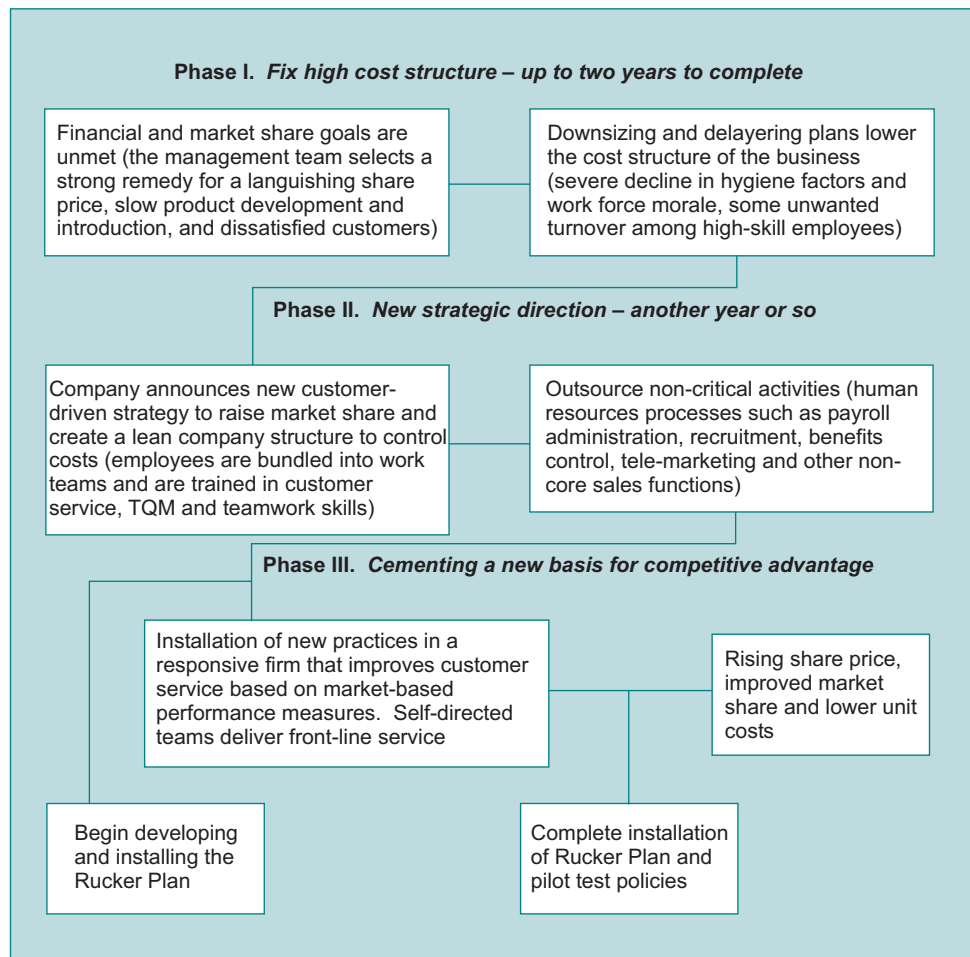 Phase I. Fix high cost structure – up to two years to complete
Financial and market share goals are
unmet (the management team selects a
strong remedy for a languishing share
price, slow product development and
introduction, and dissatisfied customers)
Downsizing and delayering plans lower
the cost structure of the business
(severe decline in hygiene factors and
work force morale, some unwanted
turnover among high-skill employees)
Phase II. New strategic direction – another year or so
Company announces new customer-
driven strategy to raise market share and
create a lean company structure to control
costs (employees are bundled into work
teams and are trained in customer
service, TQM and teamwork skills)
Outsource non-critical activities (human
resources processes such as payroll
administration, recruitment, benefits
control, tele-marketing and other non-
core sales functions)
Phase III. Cementing a new basis for competitive advantage
Installation of new practices in a
responsive firm that improves customer
service based on market-based
performance measures. Self-directed
teams deliver front-line service
Rising share price,
improved market
share and lower unit
costs
Begin developing
and installing the
Rucker Plan
Complete installation
of Rucker Plan and
pilot test policies